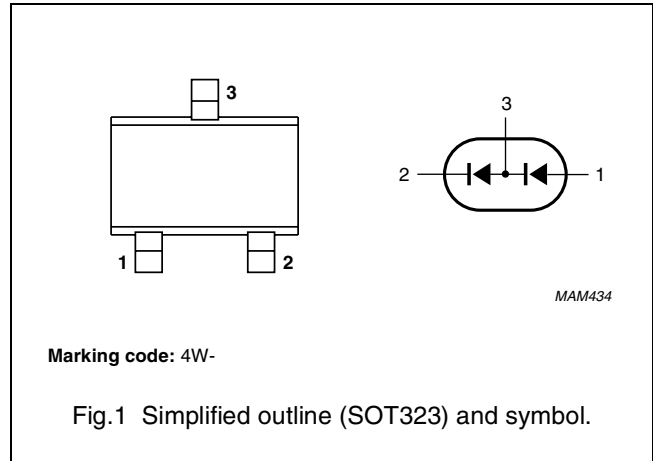 3
1
2
3
2
1
MAM434
Marking code: 4W-
Fig.1 Simplified outline (SOT323) and symbol.